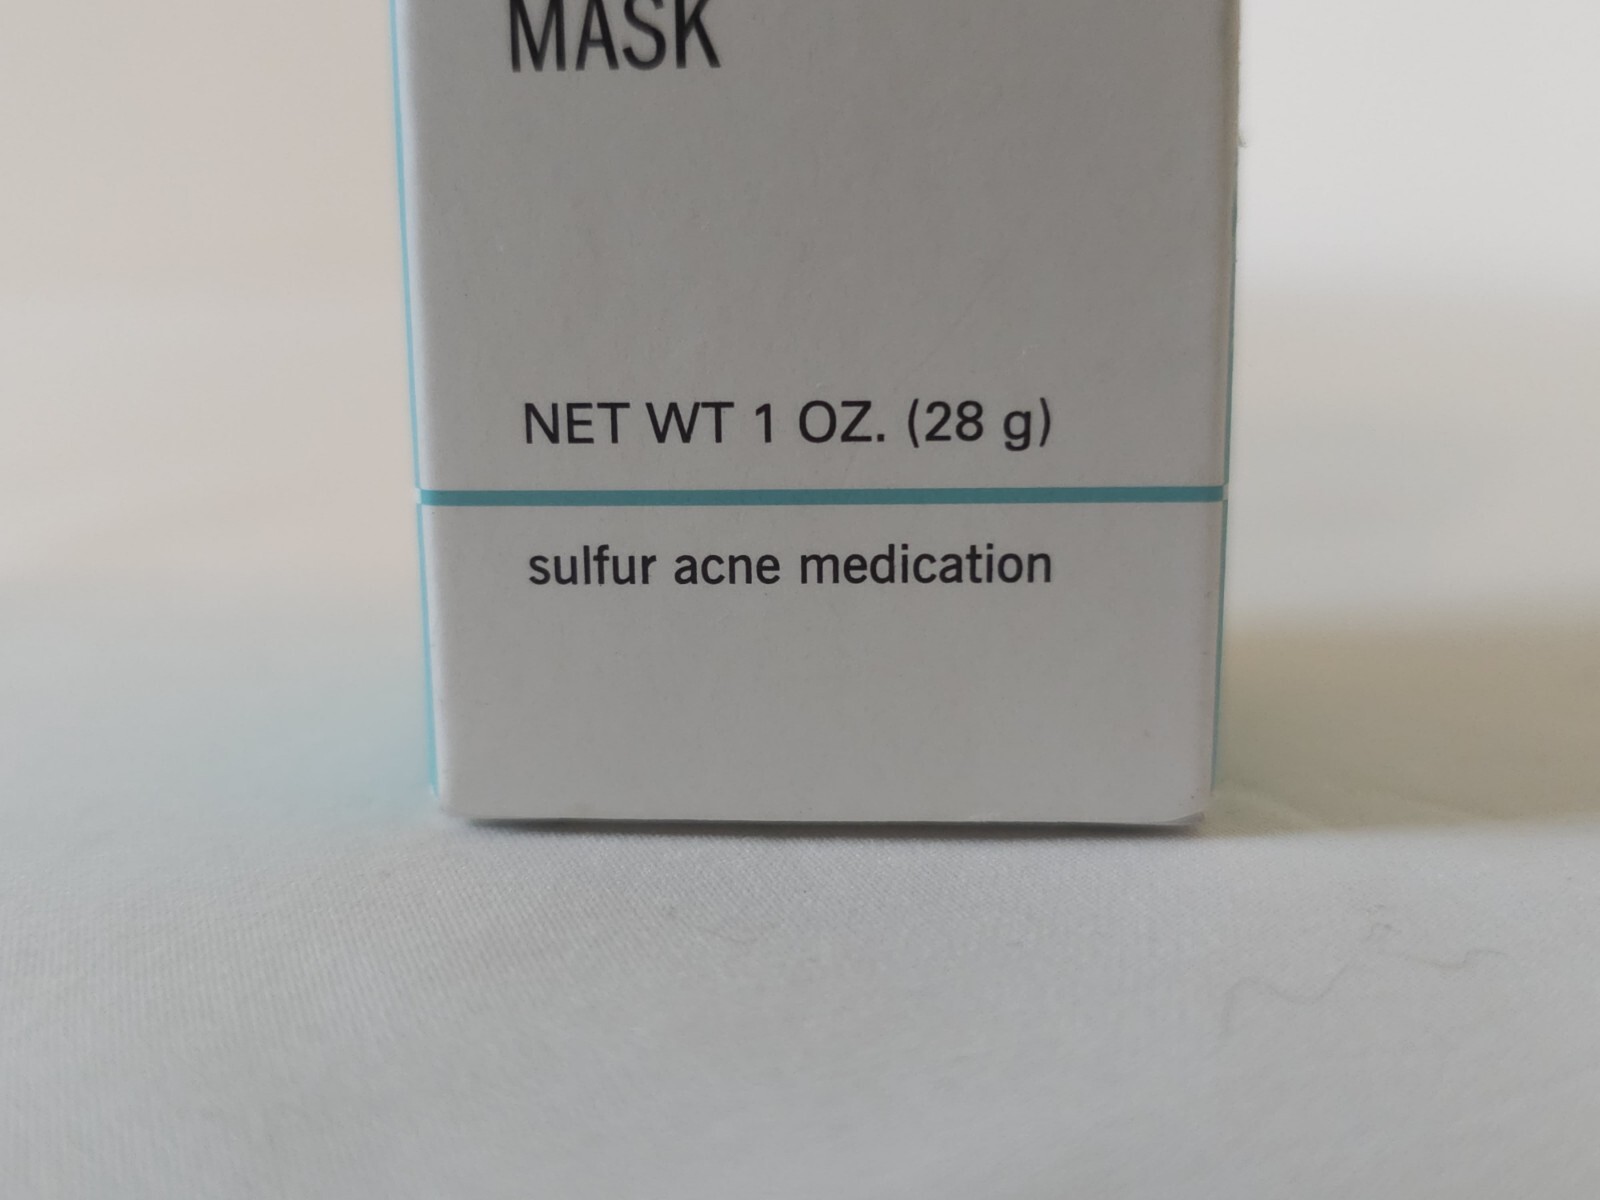 MASK
NET WT 1 OZ. (28 g)
sulfur acne medication